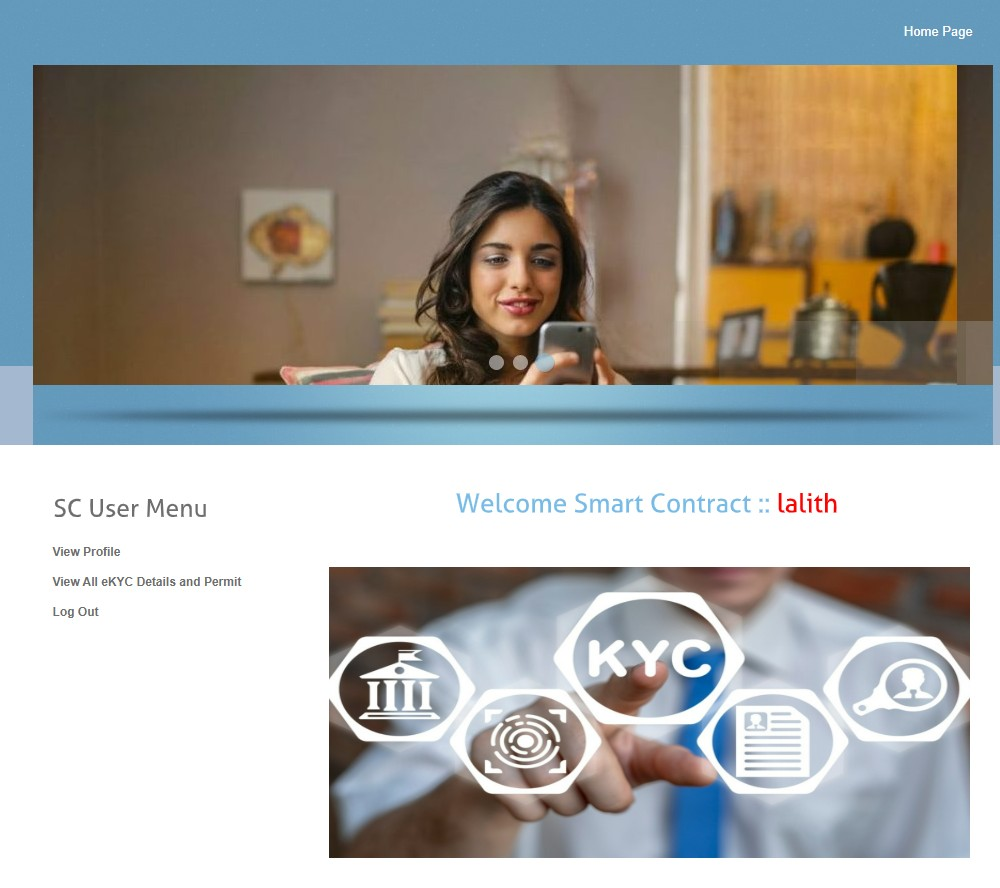 Home Page
SC User Menu
Welcome Smart Contract :: lalith
View Profile
View All eKYC Details and Permit
Log Out
KYC